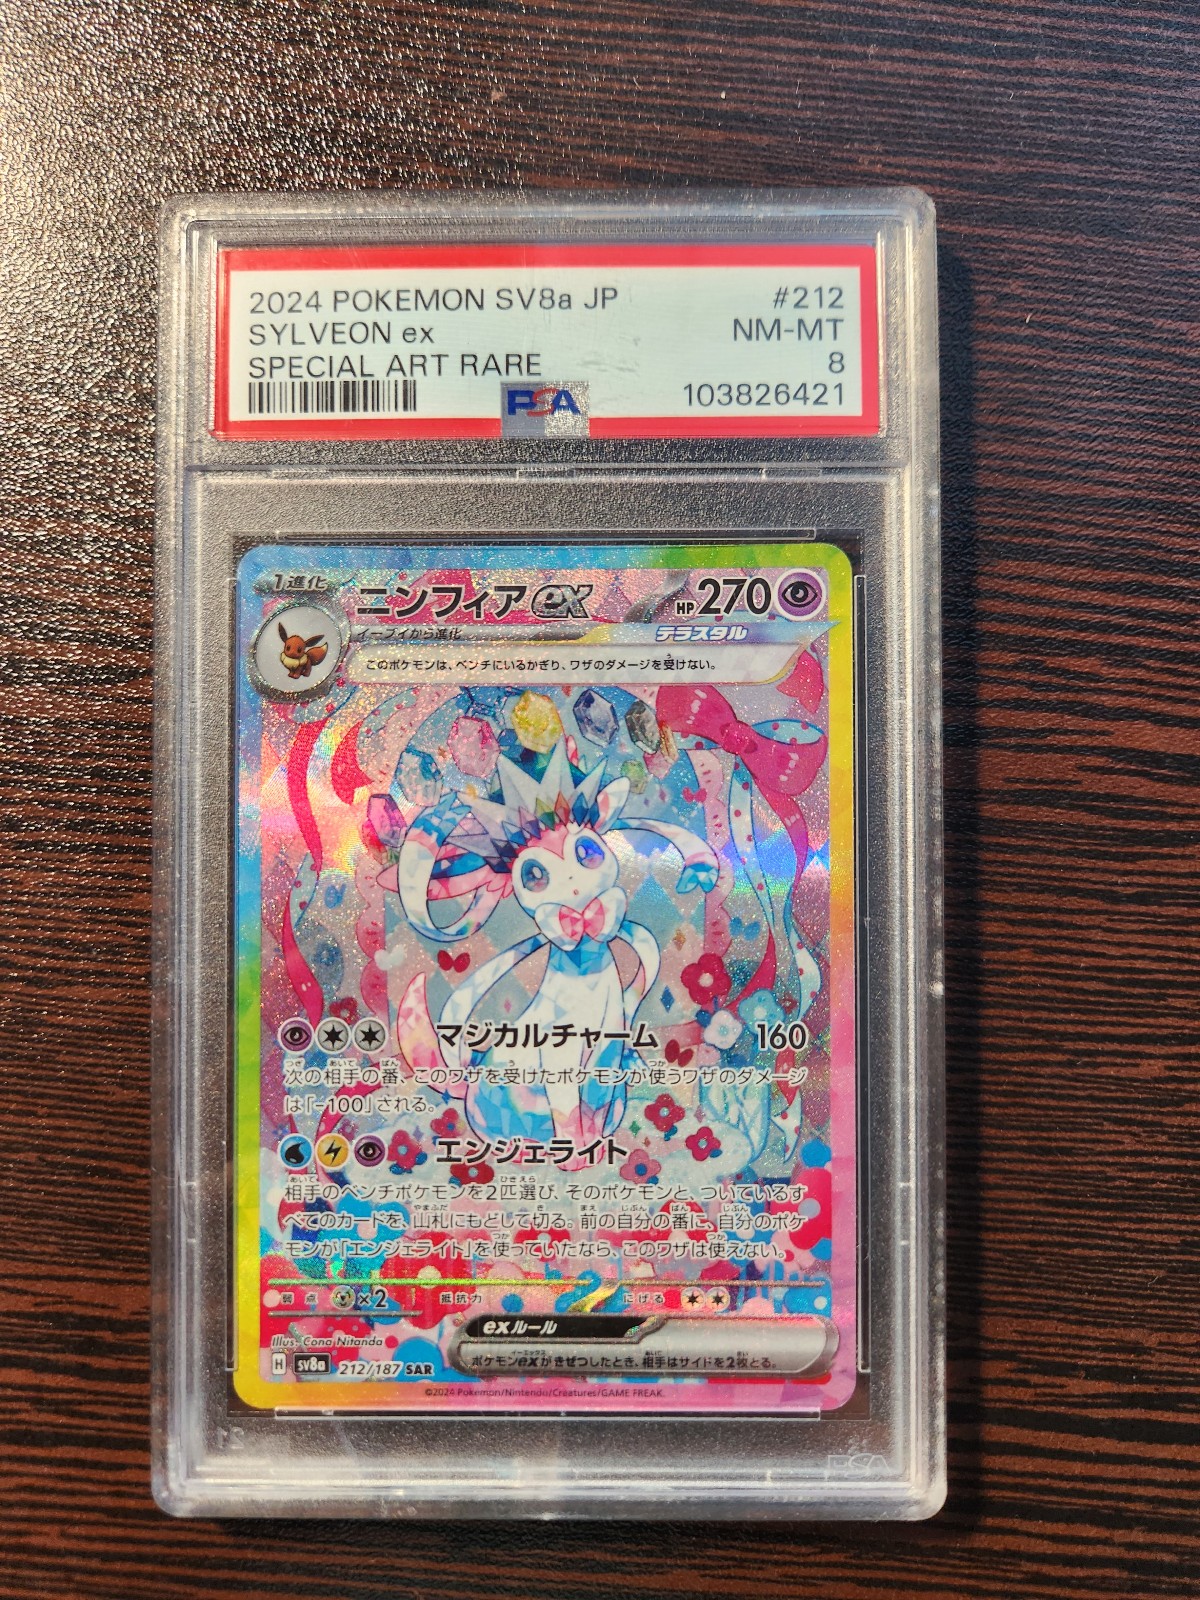 2024 POKEMON SV8a JP #212
SYLVEON ex NM-MT
SPECIAL ART RARE 8
PSA 103826421
1進化 ニンフィアex HP270
イーブイから進化 テラスタル
このポケモンは、ベンチにいるかぎり、ワザのダメージを受けない。
マジカルチャーム 160
次の相手の番、このワザを受けたポケモンが使うワザのダメージ
は「-100」される。
エンジェライト
相手のベンチポケモンを2匹選び、そのポケモンと、ついているす
べてのカードを、山札にもどして切る。前の自分の番に、自分のポケ
モンが「エンジェライト」を使っていたなら、このワザは使えない。
弱点 ×2 抵抗力 にげる
exルール
ポケモンexがきぜつしたとき、相手はサイドを2枚とる。
Illus. Cona Nitanda
H sv8a 212/187 SAR
©2024 Pokémon/Nintendo/Creatures/GAME FREAK.
PSA